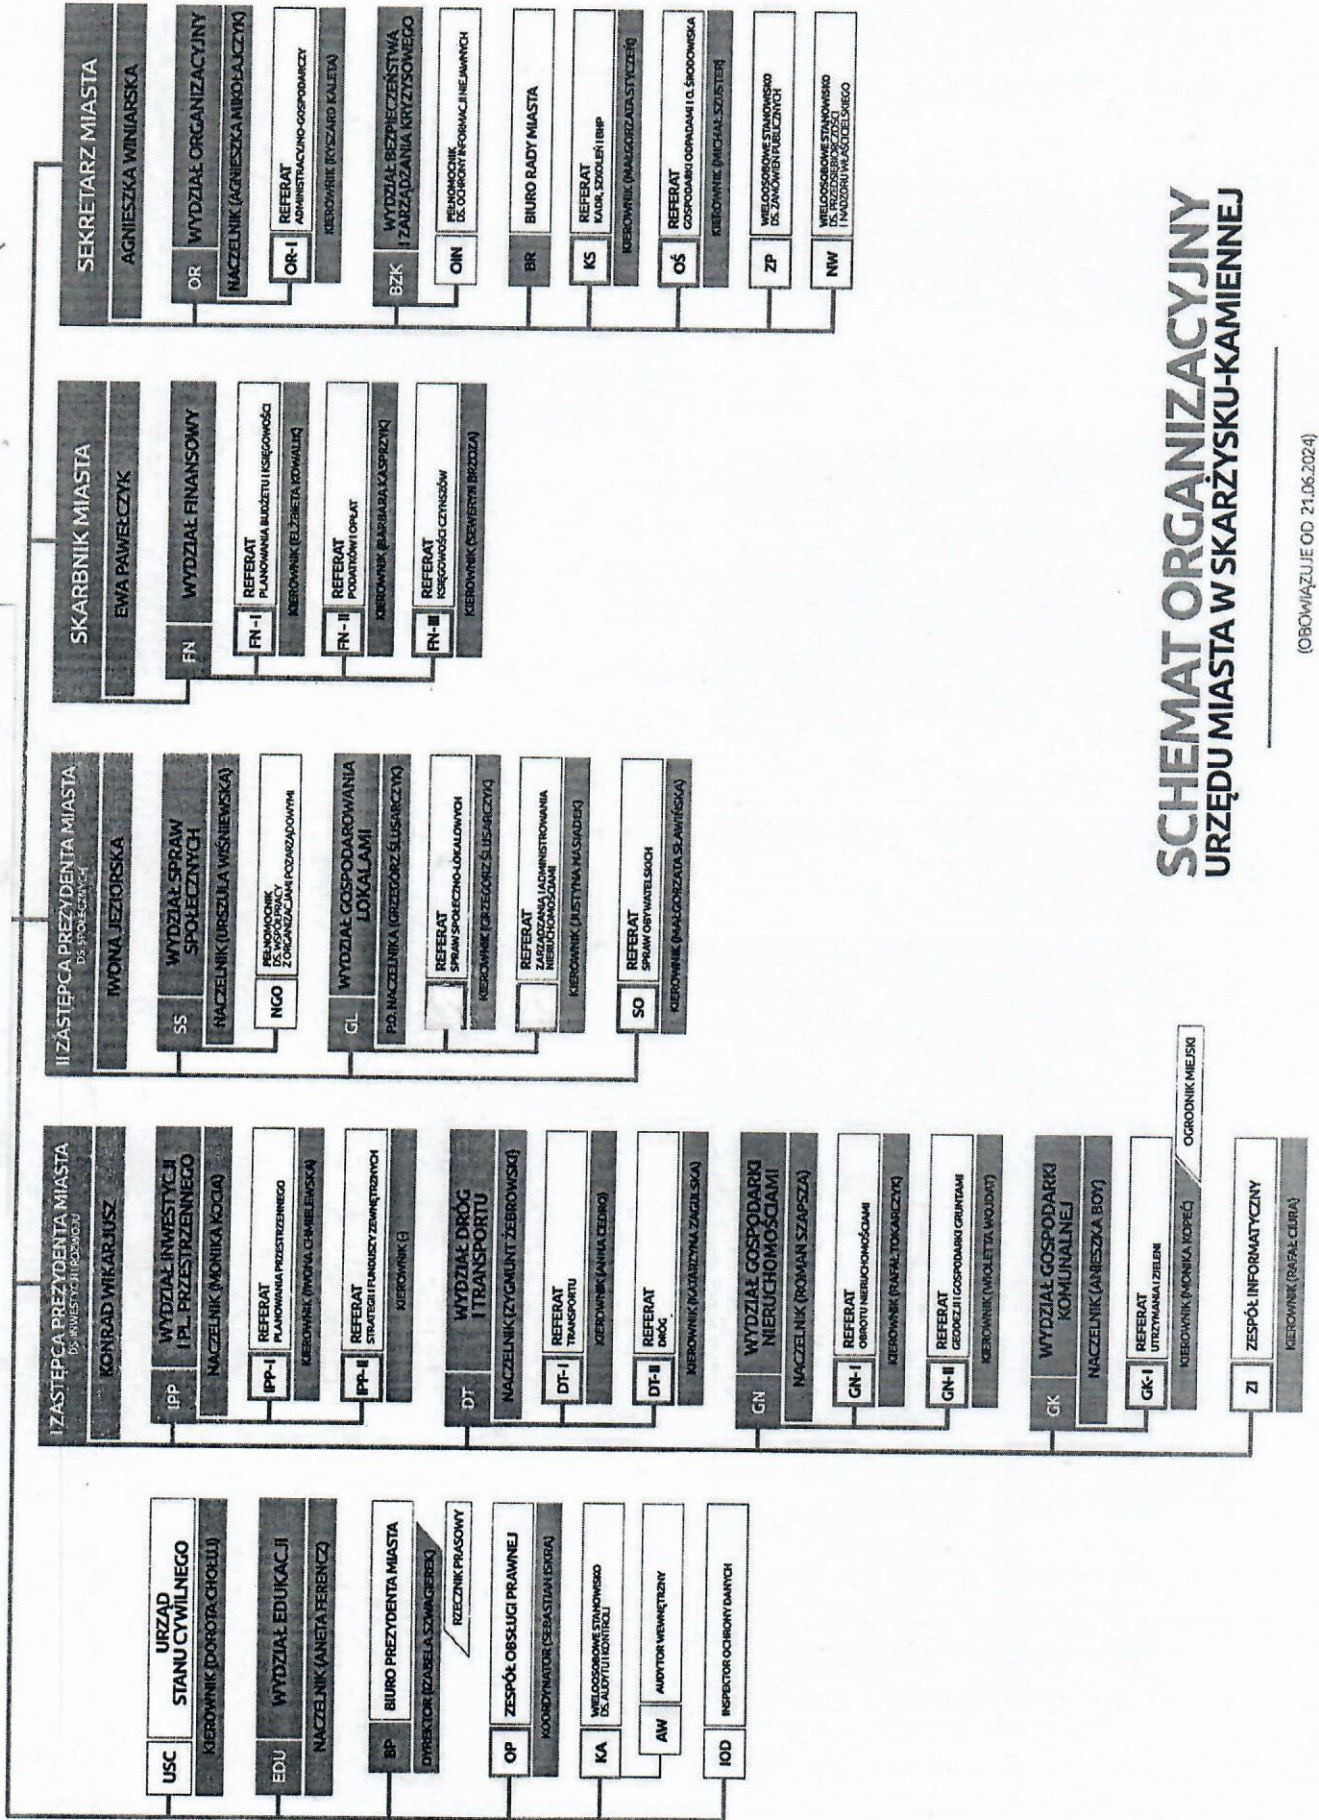 USC
URZĄD
STANU CYWILNEGO
KIEROWNIK (DOROTA CHOŁUJ)
EDU
WYDZIAŁ EDUKACJI
NACZELNIK (ANETA FERENCZ)
BP
BIURO PREZYDENTA MIASTA
DYREKTOR (IZABELA SZWAGIEREK)
RZECZNIK PRASOWY
OP
ZESPÓŁ OBSŁUGI PRAWNEJ
KOORDYNATOR (SEBASTIAN ISKRA)
KA
WIELOOSOBOWE STANOWISKO
DS. AUDYTU I KONTROLI
AW
AUDYTOR WEWNĘTRZNY
IOD
INSPEKTOR OCHRONY DANYCH
I ZASTĘPCA PREZYDENTA MIASTA
DS. INWESTYCJI I ROZWOJU
KONRAD WIKARJUSZ
IPP
WYDZIAŁ INWESTYCJI
I PL. PRZESTRZENNEGO
NACZELNIK (MONIKA KOCIA)
IPP-I
REFERAT
PLANOWANIA PRZESTRZENNEGO
KIEROWNIK (IWONA CHMIELEWSKA)
IPP-II
REFERAT
STRATEGII I FUNDUSZY ZEWNĘTRZNYCH
KIEROWNIK (-)
DT
WYDZIAŁ DRÓG
I TRANSPORTU
NACZELNIK (ZYGMUNT ŻEBROWSKI)
DT-I
REFERAT
TRANSPORTU
KIEROWNIK (ANNA CEDRO)
DT-II
REFERAT
DRÓG
KIEROWNIK (KATARZYNA ZAGULSKA)
GN
WYDZIAŁ GOSPODARKI
NIERUCHOMOŚCIAMI
NACZELNIK (ROMAN SZAPSZA)
GN-I
REFERAT
OBROTU NIERUCHOMOŚCIAMI
KIEROWNIK (RAFAŁ TOKARCZYK)
GN-II
REFERAT
GEODEZJI I GOSPODARKI GRUNTAMI
KIEROWNIK (WIOLETTA WOJDAT)
GK
WYDZIAŁ GOSPODARKI
KOMUNALNEJ
NACZELNIK (ANIESZKA BOY)
GK-I
REFERAT
UTRZYMANIA I ZIELENI
KIEROWNIK (MONIKA KOPEĆ)
OGRODNIK MIEJSKI
ZI
ZESPÓŁ INFORMATYCZNY
KIEROWNIK (RAFAŁ CIURA)
II ZASTĘPCA PREZYDENTA MIASTA
DS. SPOŁECZNYCH
IWONA JEZIORSKA
SS
WYDZIAŁ SPRAW
SPOŁECZNYCH
NACZELNIK (URSZULA WIŚNIEWSKA)
NGO
PEŁNOMOCNIK
DS. WSPÓŁPRACY
Z ORGANIZACJAMI POZARZĄDOWYMI
GL
WYDZIAŁ GOSPODAROWANIA
LOKALAMI
P.O. NACZELNIKA (GRZEGORZ ŚLUSARCZYK)
REFERAT
SPRAW SPOŁECZNO-LOKALOWYCH
KIEROWNIK (GRZEGORZ ŚLUSARCZYK)
REFERAT
ZARZĄDZANIA I ADMINISTROWANIA
NIERUCHOMOŚCIAMI
KIEROWNIK (JUSTYNA MASIADEK)
SO
REFERAT
SPRAW OBYWATELSKICH
KIEROWNIK (MAŁGORZATA SŁAWIŃSKA)
SKARBNIK MIASTA
EWA PAWEŁCZYK
FN
WYDZIAŁ FINANSOWY
FN - I
REFERAT
PLANOWANIA BUDŻETU I KSIĘGOWOŚCI
KIEROWNIK (ELŻBIETA KOWALIK)
FN - II
REFERAT
PODATKÓW I OPŁAT
KIEROWNIK (BARBARA KASPRZYK)
FN-III
REFERAT
KSIĘGOWOŚCI CZYNSZÓW
KIEROWNIK (SEWERYN BRZOZA)
SEKRETARZ MIASTA
AGNIESZKA WINIARSKA
OR
WYDZIAŁ ORGANIZACYJNY
NACZELNIK (AGNIESZKA MIKOŁAJCZYK)
OR-I
REFERAT
ADMINISTRACYJNO-GOSPODARCZY
KIEROWNIK (RYSZARD KALETA)
BZK
WYDZIAŁ BEZPIECZEŃSTWA
I ZARZĄDZANIA KRYZYSOWEGO
OIN
PEŁNOMOCNIK
DS. OCHRONY INFORMACJI NIEJAWNYCH
BR
BIURO RADY MIASTA
KS
REFERAT
KADR, SZKOLEŃ I BHP
KIEROWNIK (MAŁGORZATA STYCZEŃ)
OŚ
REFERAT
GOSPODARKI ODPADAMI I O. ŚRODOWISKA
KIEROWNIK (MICHAŁ SZUSTER)
ZP
WIELOOSOBOWE STANOWISKO
DS. ZAMÓWIEŃ PUBLICZNYCH
NW
WIELOOSOBOWE STANOWISKO
DS. PRZEDSIĘBIORCZOŚCI
I NADZORU WŁAŚCICIELSKIEGO
SCHEMAT ORGANIZACYJNY
URZĘDU MIASTA W SKARŻYSKU-KAMIENNEJ
(OBOWIĄZUJE OD 21.06.2024)